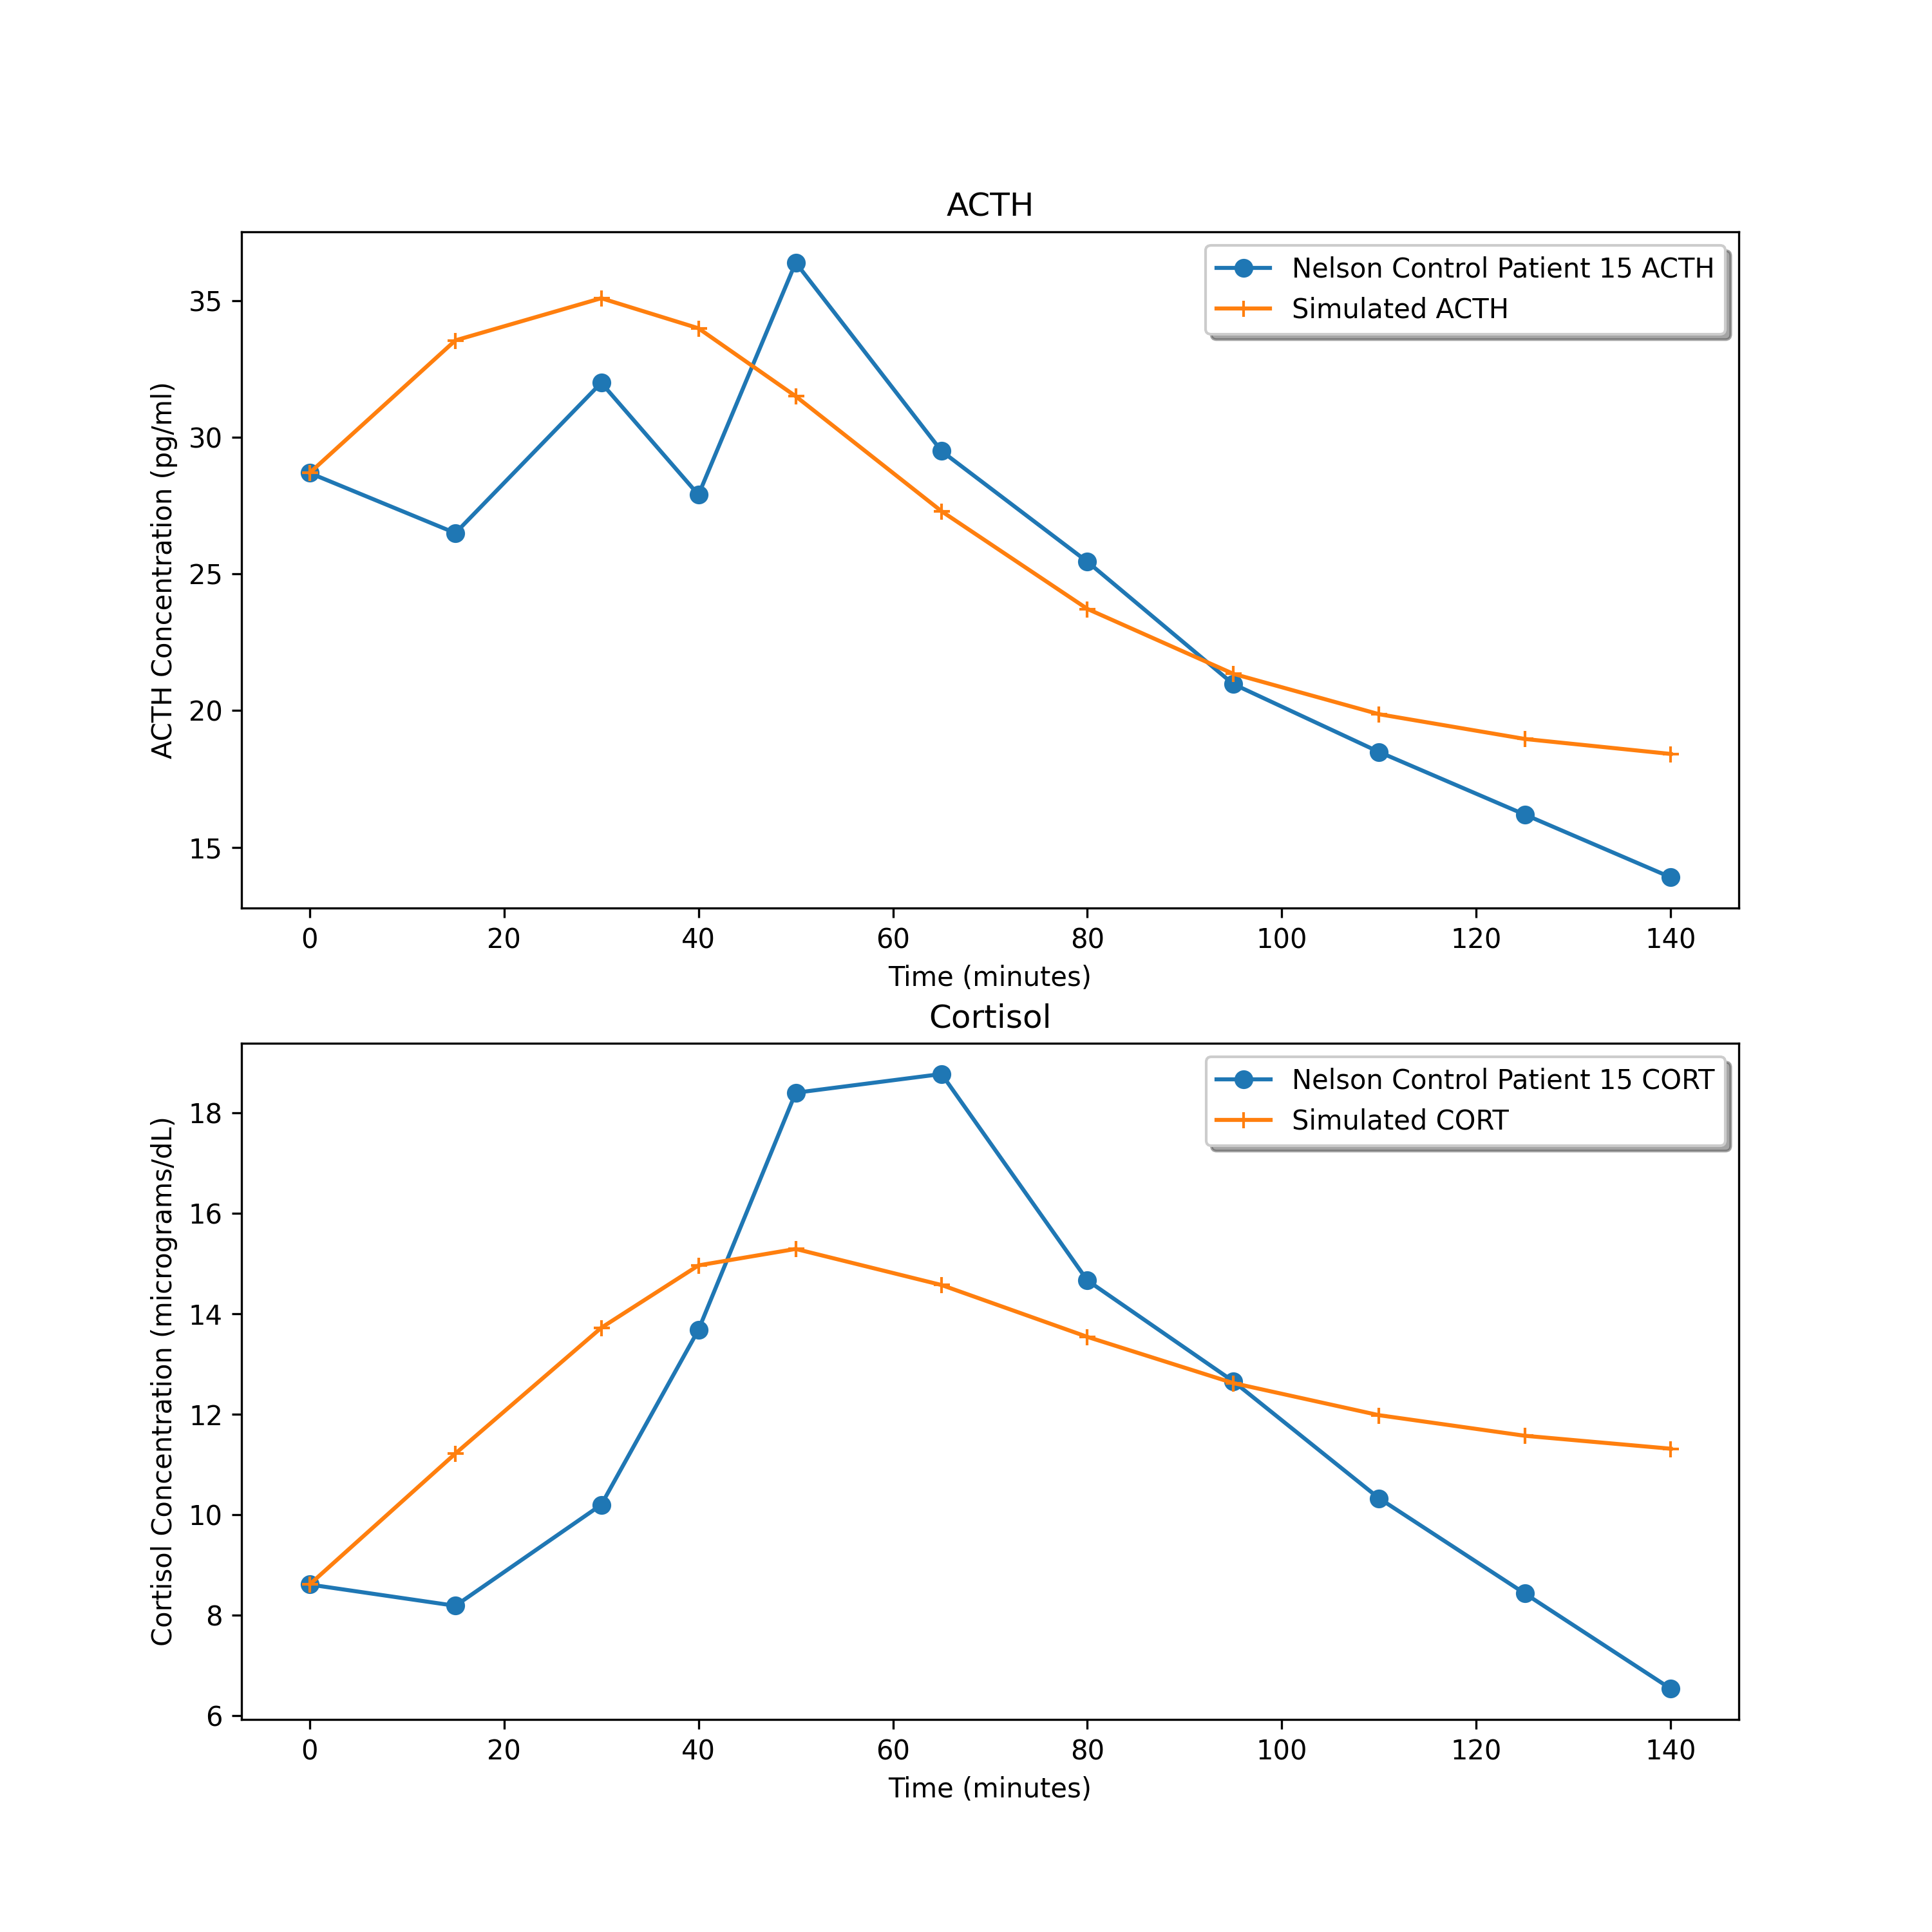 ACTH
Nelson Control Patient 15 ACTH
Simulated ACTH
ACTH Concentration (pg/ml)
35
30
25
20
15
0 20 40 60 80 100 120 140
Time (minutes)
Cortisol
Nelson Control Patient 15 CORT
Simulated CORT
Cortisol Concentration (micrograms/dL)
18
16
14
12
10
8
6
0 20 40 60 80 100 120 140
Time (minutes)